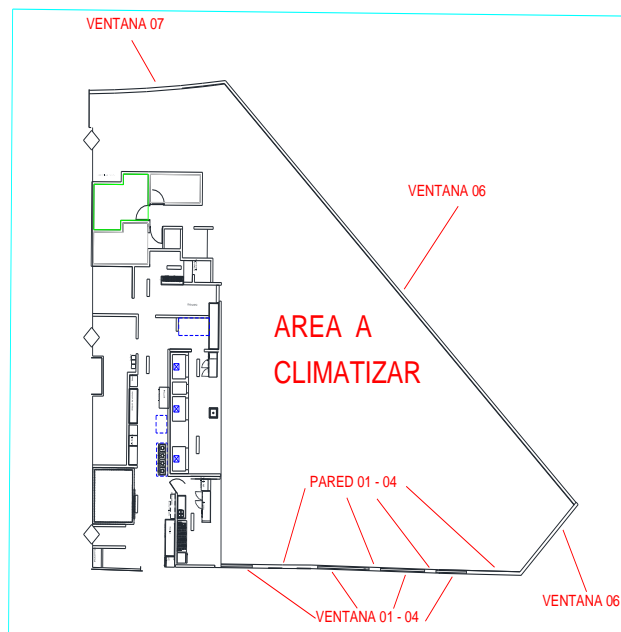 VENTANA 07
VENTANA 06
AREA A
CLIMATIZAR
PARED 01 - 04
VENTANA 01 - 04
VENTANA 06